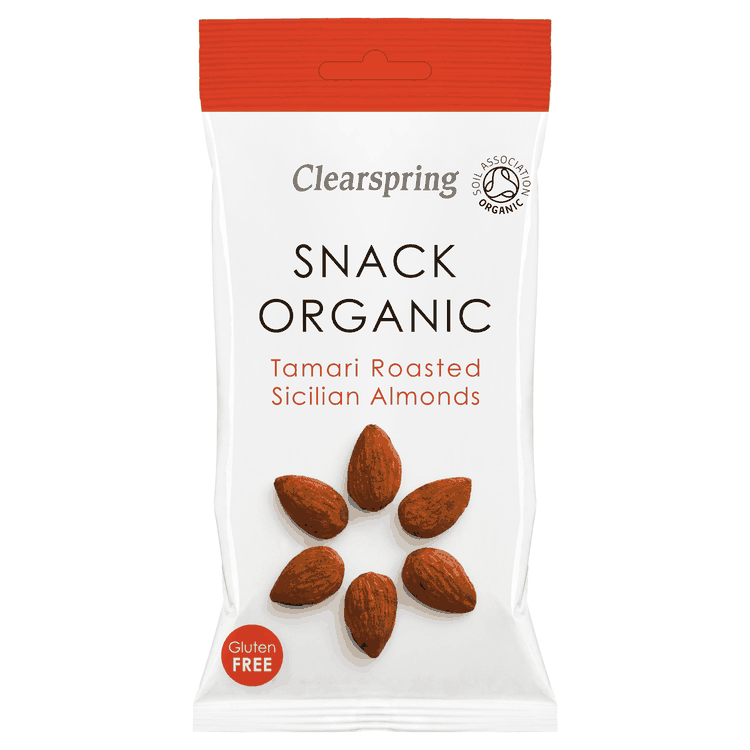 Clearspring
SOIL ASSOCIATION
ORGANIC
SNACK
ORGANIC
Tamari Roasted
Sicilian Almonds
Gluten
FREE